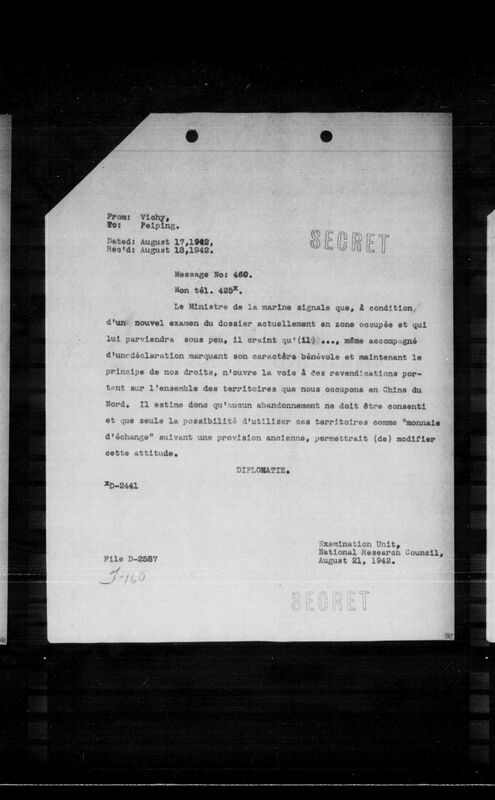 From: Vichy,
To: Peiping.
Dated: August 17,1942,
Rec'd: August 18,1942.
SECRET
Message No: 460.
Mon tél. 425x.
Le Ministre de la marine signale que, à condition
d'un nouvel examen du dossier actuellement en zone occupée et qui
lui parviendra sous peu, il craint qu'(il) ..., même accompagné
d'undéclaration marquant son caractère bénévole et maintenant le
principe de nos droits, n'ouvre la voie à des revendications por-
tant sur l'ensemble des territoires que nous occupons en Chine du
Nord. Il estime donc qu'aucun abandonnement ne doit être consenti
et que seule la possibilité d'utiliser ces territoires comme "monnaie
d'échange" suivant une provision ancienne, permettrait (de) modifier
cette attitude.
DIPLOMATIE.
xD-2441
Examination Unit,
National Research Council,
August 21, 1942.
File D-2587
J-160
SECRET